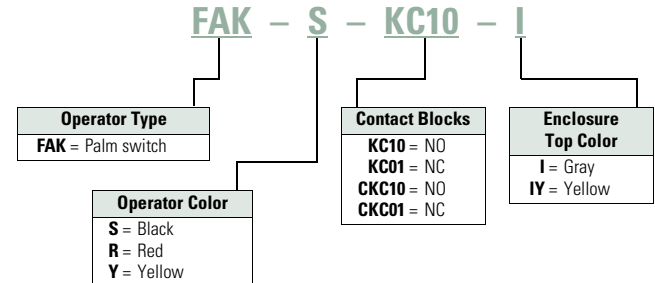 FAK – S – KC10 – I
Operator Type
FAK = Palm switch
Operator Color
S = Black
R = Red
Y = Yellow
Contact Blocks
KC10 = NO
KC01 = NC
CKC10 = NO
CKC01 = NC
Enclosure
Top Color
I = Gray
IY = Yellow